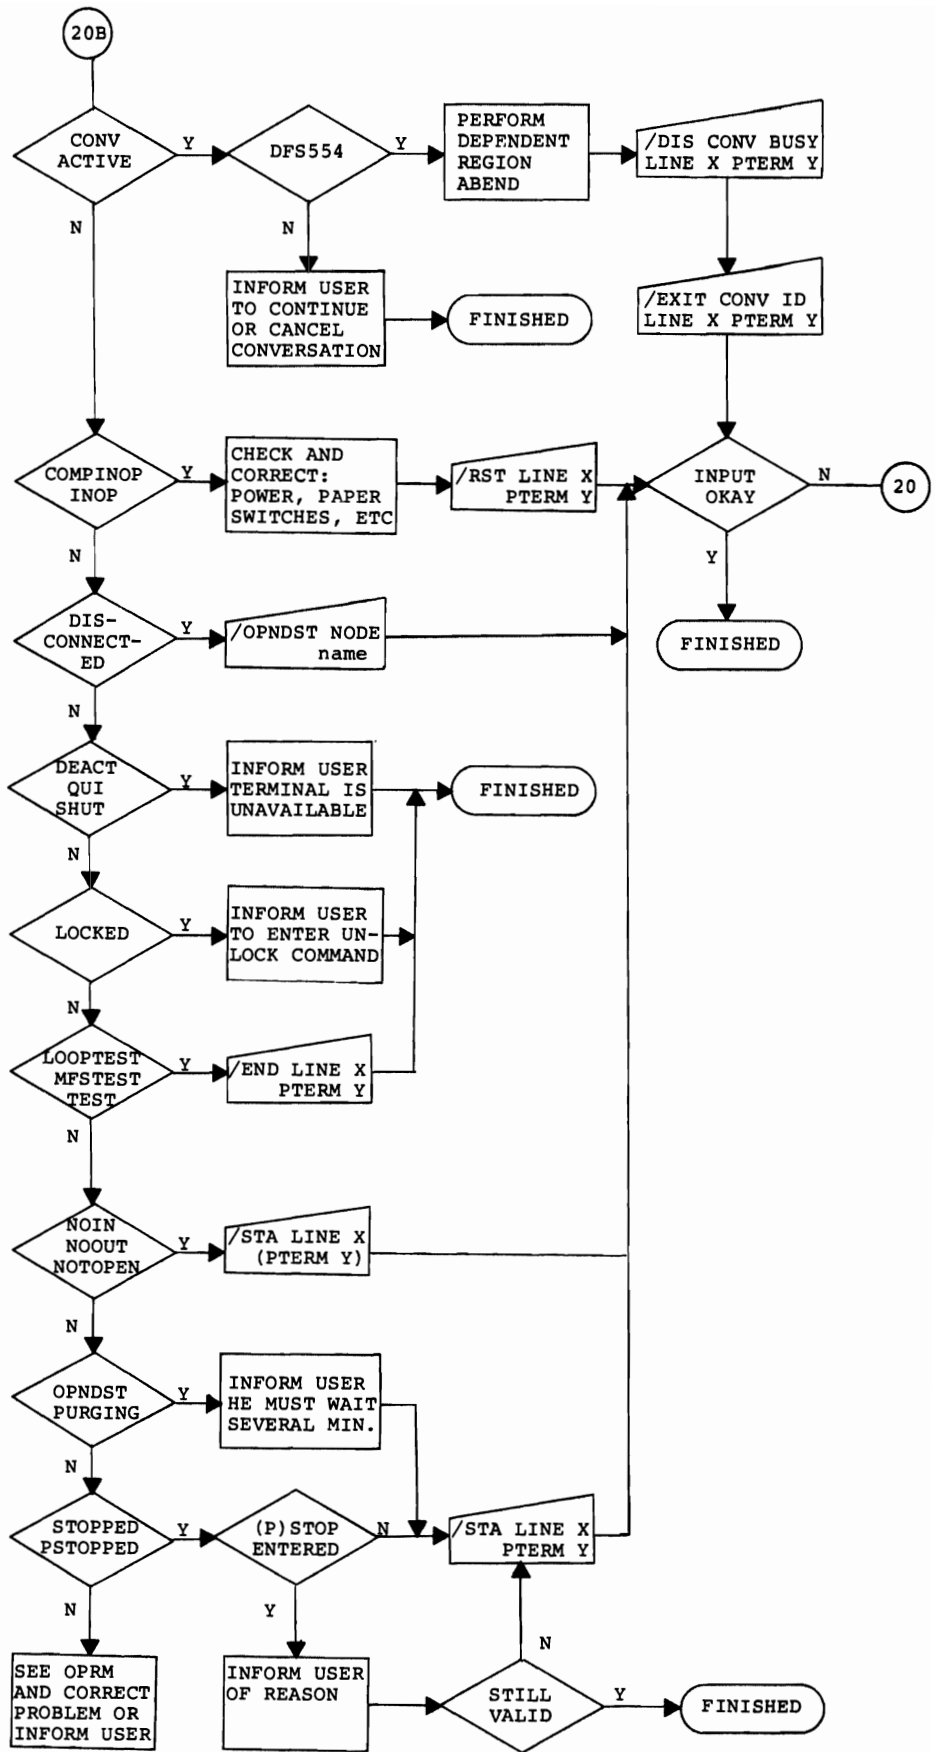 20B
CONV
ACTIVE
Y
DFS554
Y
PERFORM
DEPENDENT
REGION
ABEND
/DIS CONV BUSY
LINE X PTERM Y
N
N
INFORM USER
TO CONTINUE
OR CANCEL
CONVERSATION
FINISHED
/EXIT CONV ID
LINE X PTERM Y
COMPINOP
INOP
Y
CHECK AND
CORRECT:
POWER, PAPER
SWITCHES, ETC
/RST LINE X
PTERM Y
INPUT
OKAY
N
20
N
Y
DIS-
CONNECT-
ED
Y
/OPNDST NODE
name
FINISHED
N
DEACT
QUI
SHUT
Y
INFORM USER
TERMINAL IS
UNAVAILABLE
FINISHED
N
LOCKED
Y
INFORM USER
TO ENTER UN-
LOCK COMMAND
N
LOOPTEST
MFSTEST
TEST
Y
/END LINE X
PTERM Y
N
NOIN
NOOUT
NOTOPEN
Y
/STA LINE X
(PTERM Y)
N
OPNDST
PURGING
Y
INFORM USER
HE MUST WAIT
SEVERAL MIN.
N
STOPPED
PSTOPPED
Y
(P)STOP
ENTERED
N
/STA LINE X
PTERM Y
N
Y
N
SEE OPRM
AND CORRECT
PROBLEM OR
INFORM USER
INFORM USER
OF REASON
STILL
VALID
Y
FINISHED